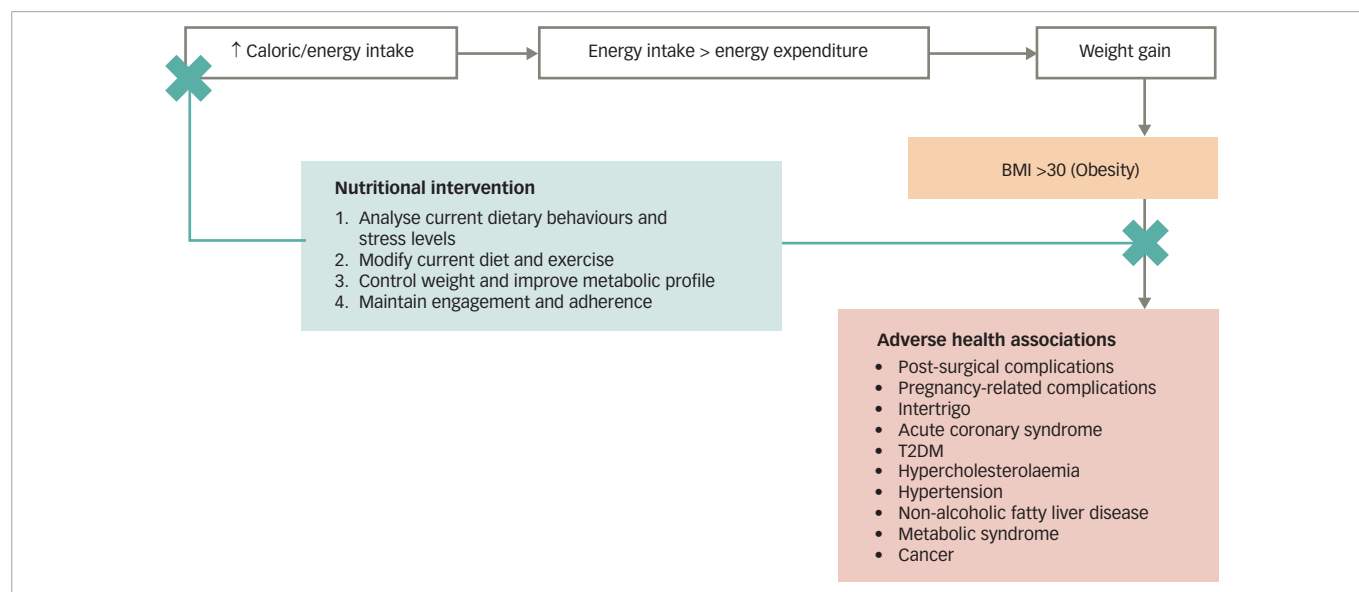 ↑ Caloric/energy intake
Energy intake > energy expenditure
Weight gain
BMI >30 (Obesity)
Nutritional intervention
1. Analyse current dietary behaviours and
stress levels
2. Modify current diet and exercise
3. Control weight and improve metabolic profile
4. Maintain engagement and adherence
Adverse health associations
• Post-surgical complications
• Pregnancy-related complications
• Intertrigo
• Acute coronary syndrome
• T2DM
• Hypercholesterolaemia
• Hypertension
• Non-alcoholic fatty liver disease
• Metabolic syndrome
• Cancer